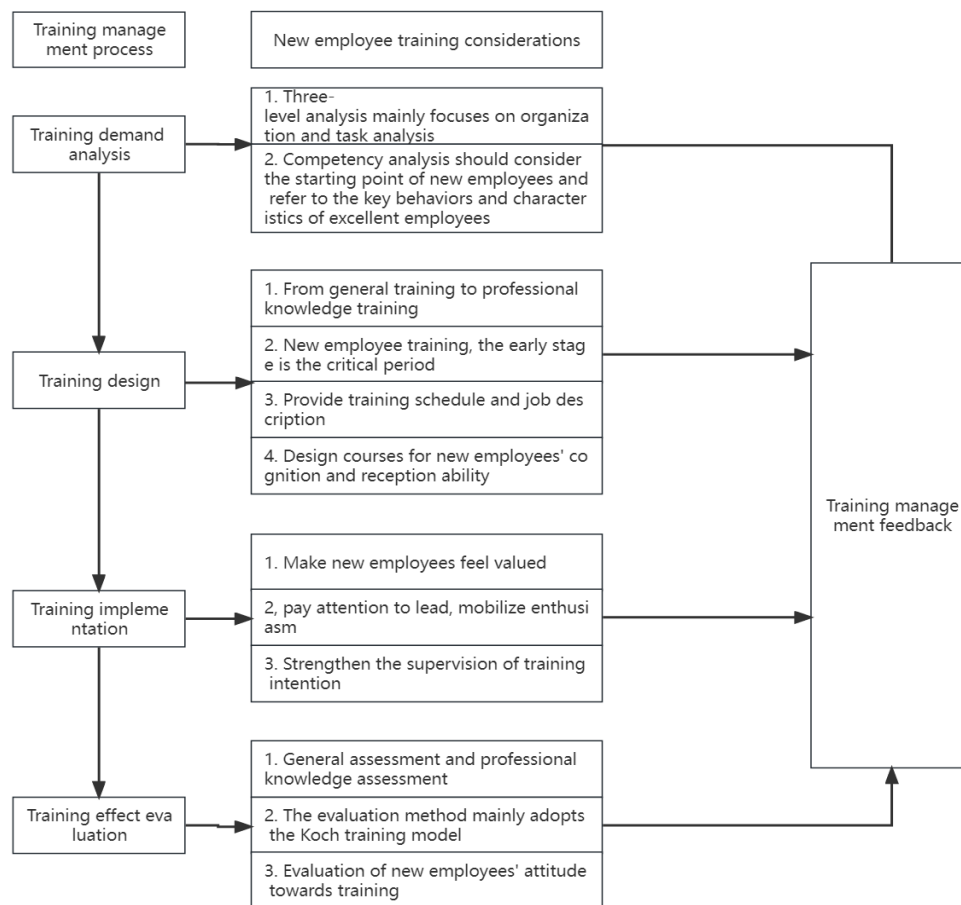 Training manage
ment process
New employee training considerations
Training demand
analysis
1. Three-
level analysis mainly focuses on organiza
tion and task analysis
2. Competency analysis should consider
the starting point of new employees and
refer to the key behaviors and character
istics of excellent employees
Training design
1. From general training to professional
knowledge training
2. New employee training, the early stag
e is the critical period
3. Provide training schedule and job des
cription
4. Design courses for new employees' co
gnition and reception ability
Training manage
ment feedback
Training impleme
ntation
1. Make new employees feel valued
2, pay attention to lead, mobilize enthusi
asm
3. Strengthen the supervision of training
intention
Training effect eva
luation
1. General assessment and professional
knowledge assessment
2. The evaluation method mainly adopts
the Koch training model
3. Evaluation of new employees' attitude
towards training